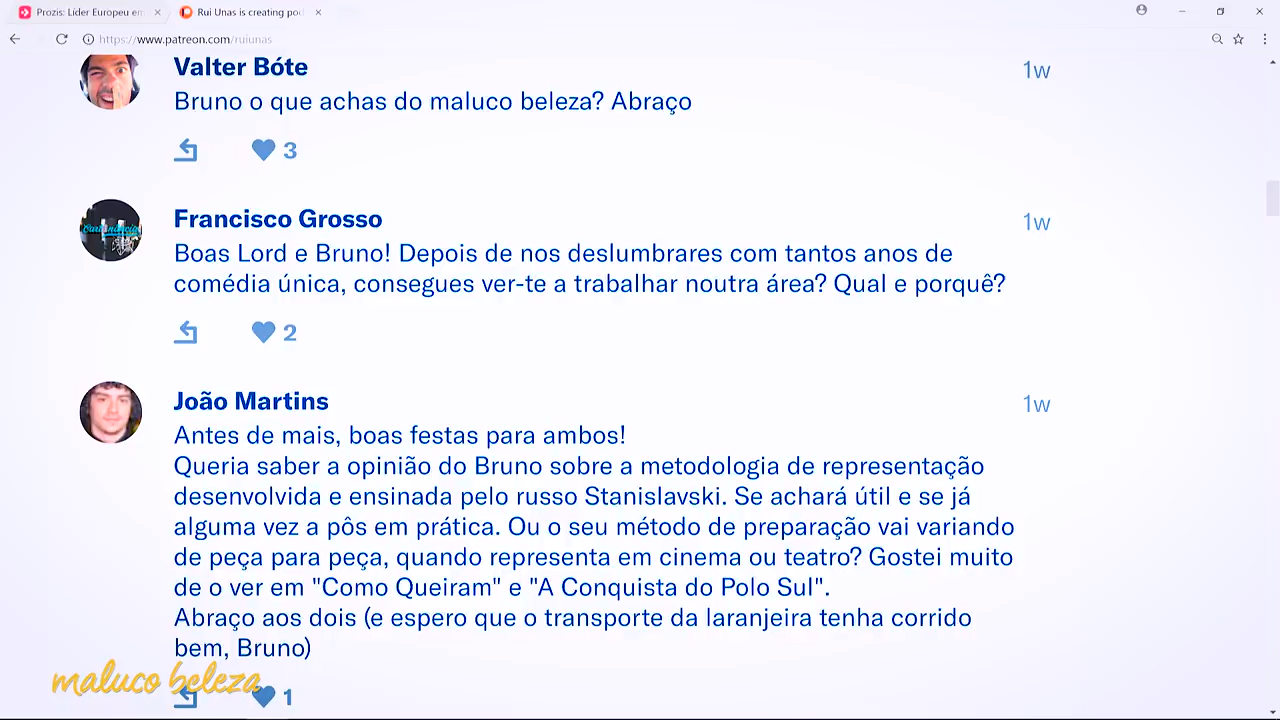 Prozis: Líder Europeu em
Rui Unas is creating pod
https://www.patreon.com/ruiunas
Valter Bóte
1w
Bruno o que achas do maluco beleza? Abraço
3
Francisco Grosso
1w
Boas Lord e Bruno! Depois de nos deslumbrares com tantos anos de
comédia única, consegues ver-te a trabalhar noutra área? Qual e porquê?
2
João Martins
1w
Antes de mais, boas festas para ambos!
Queria saber a opinião do Bruno sobre a metodologia de representação
desenvolvida e ensinada pelo russo Stanislavski. Se achará útil e se já
alguma vez a pôs em prática. Ou o seu método de preparação vai variando
de peça para peça, quando representa em cinema ou teatro? Gostei muito
de o ver em "Como Queiram" e "A Conquista do Polo Sul".
Abraço aos dois (e espero que o transporte da laranjeira tenha corrido
bem, Bruno)
maluco beleza
1